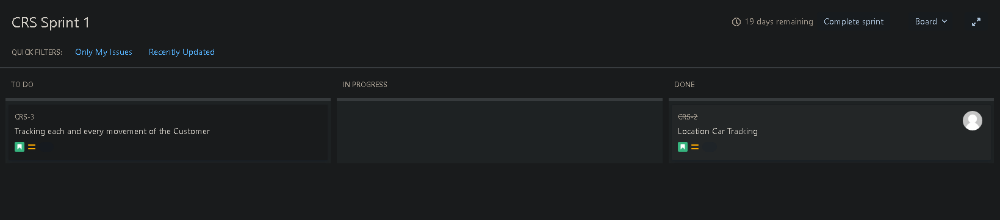 CRS Sprint 1
19 days remaining
Complete sprint
Board
QUICK FILTERS:
Only My Issues
Recently Updated
TO DO
IN PROGRESS
DONE
CRS-3
Tracking each and every movement of the Customer
CRS-2
Location Car Tracking